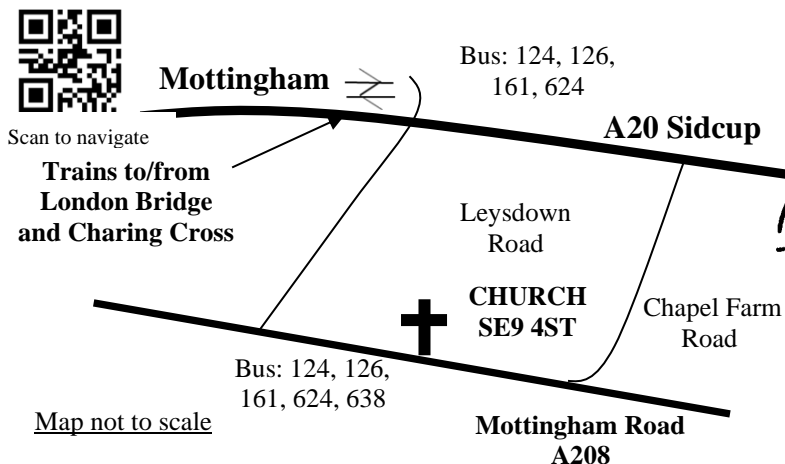 Scan to navigate
Mottingham
Bus: 124, 126,
161, 624
A20 Sidcup
Trains to/from
London Bridge
and Charing Cross
Leysdown
Road
CHURCH
SE9 4ST
Chapel Farm
Road
Bus: 124, 126,
161, 624, 638
Map not to scale
Mottingham Road
A208